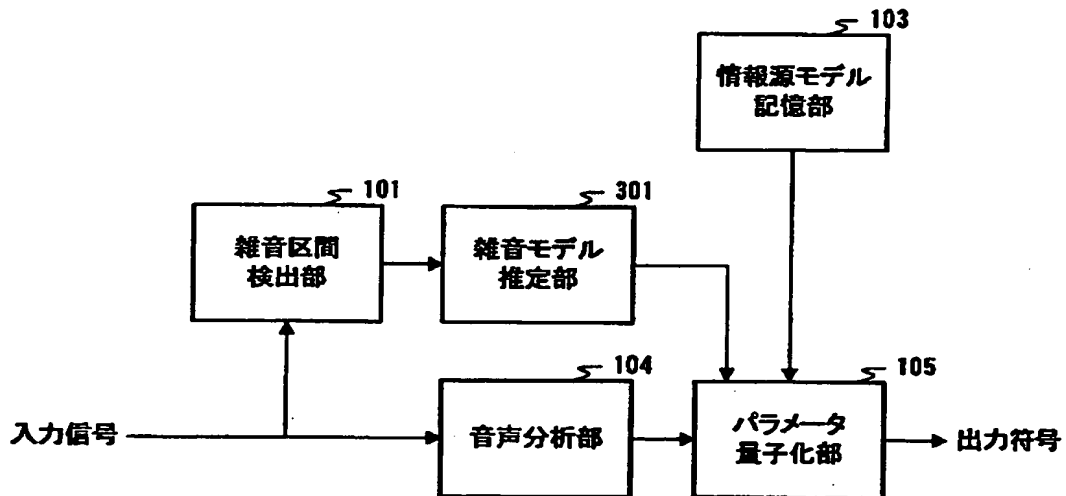 103
情報源モデル
記憶部
101
雑音区間
検出部
301
雑音モデル
推定部
104
音声分析部
105
パラメータ
量子化部
入力信号
出力符号